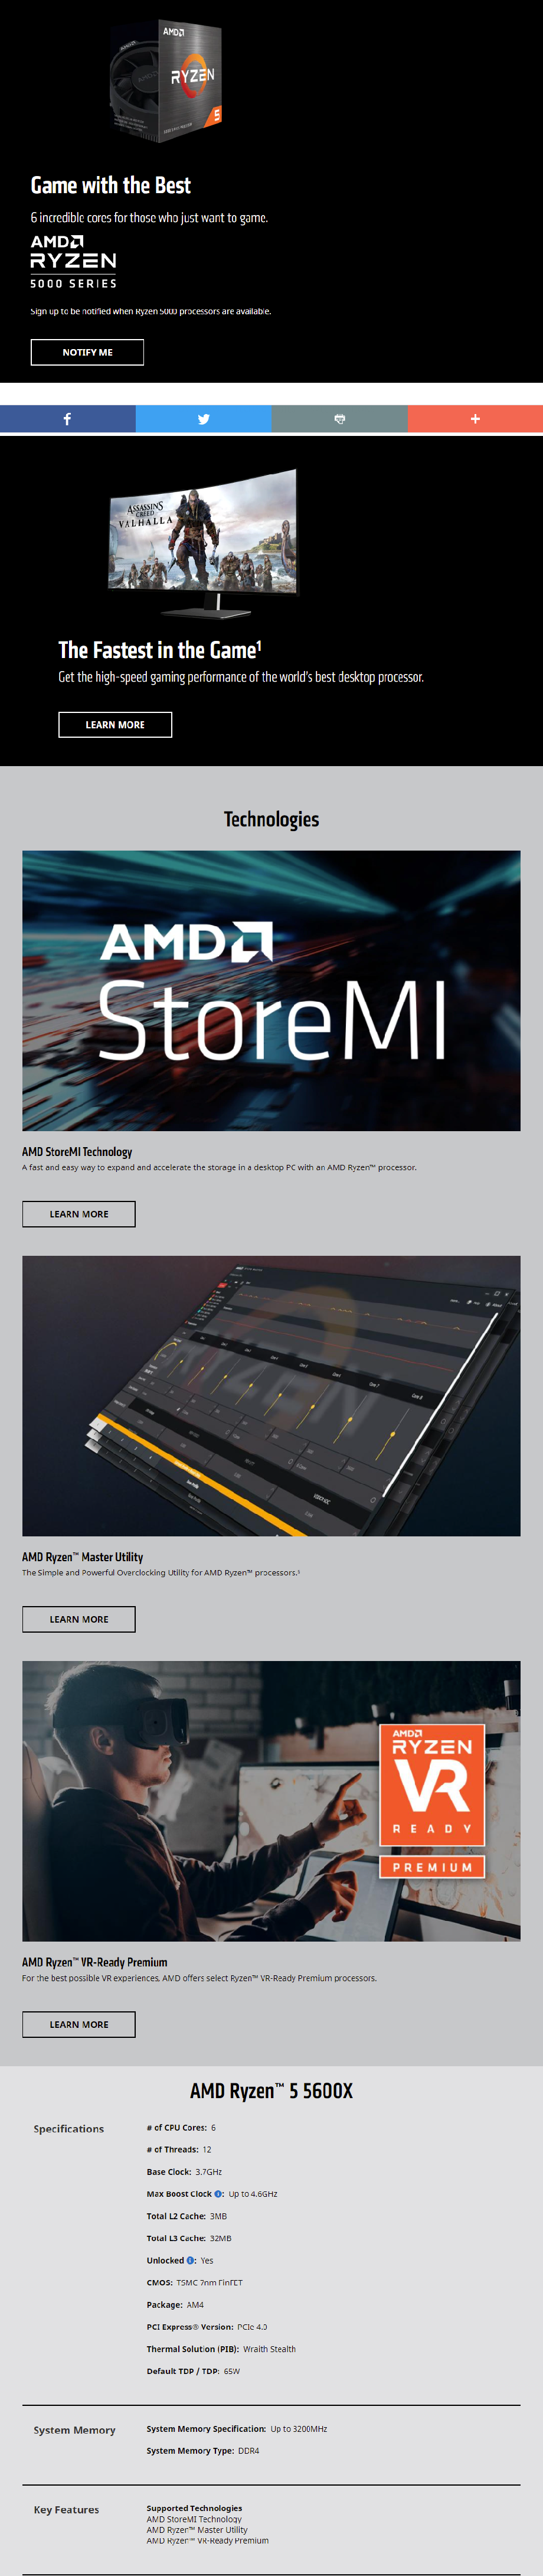 AMD
RYZEN
5
Game with the Best
6 incredible cores for those who just want to game.
AMD
RYZEN
5000 SERIES
Sign up to be notified when Ryzen 5000 processors are available.
NOTIFY ME
ASSASSIN'S
CREED
VALHALLA
The Fastest in the Game¹
Get the high-speed gaming performance of the world's best desktop processor.
LEARN MORE
Technologies
AMD
StoreMI
AMD StoreMI Technology
A fast and easy way to expand and accelerate the storage in a desktop PC with an AMD Ryzen™ processor.
LEARN MORE
AMD Ryzen™ Master Utility
The Simple and Powerful Overclocking Utility for AMD Ryzen™ processors.³
LEARN MORE
AMD
RYZEN
VR
READY
PREMIUM
AMD Ryzen™ VR-Ready Premium
For the best possible VR experiences, AMD offers select Ryzen™ VR-Ready Premium processors.
LEARN MORE
AMD Ryzen™ 5 5600X
Specifications
# of CPU Cores: 6
# of Threads: 12
Base Clock: 3.7GHz
Max Boost Clock : Up to 4.6GHz
Total L2 Cache: 3MB
Total L3 Cache: 32MB
Unlocked : Yes
CMOS: TSMC 7nm FinFET
Package: AM4
PCI Express® Version: PCIe 4.0
Thermal Solution (PIB): Wraith Stealth
Default TDP / TDP: 65W
System Memory
System Memory Specification: Up to 3200MHz
System Memory Type: DDR4
Key Features
Supported Technologies
AMD StoreMI Technology
AMD Ryzen™ Master Utility
AMD Ryzen™ VR-Ready Premium